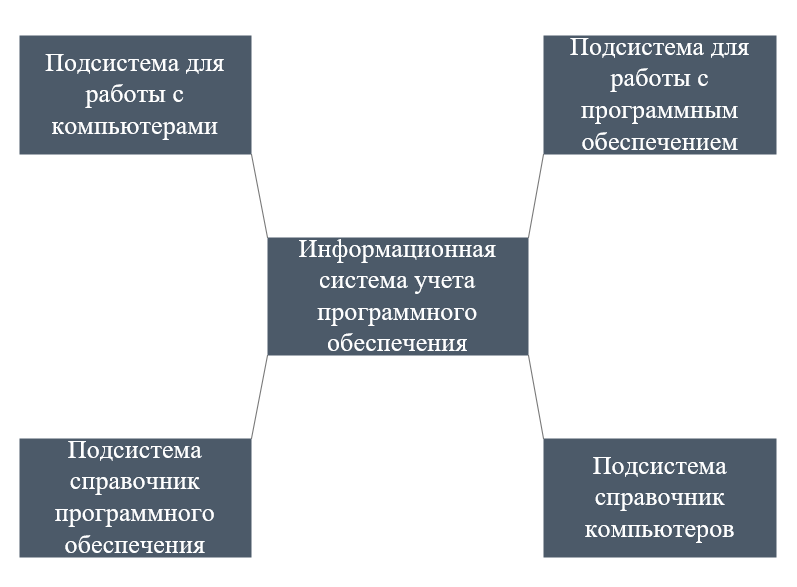 Подсистема для
работы с
компьютерами
Подсистема для
работы с
программным
обеспечением
Информационная
система учета
программного
обеспечения
Подсистема
справочник
программного
обеспечения
Подсистема
справочник
компьютеров